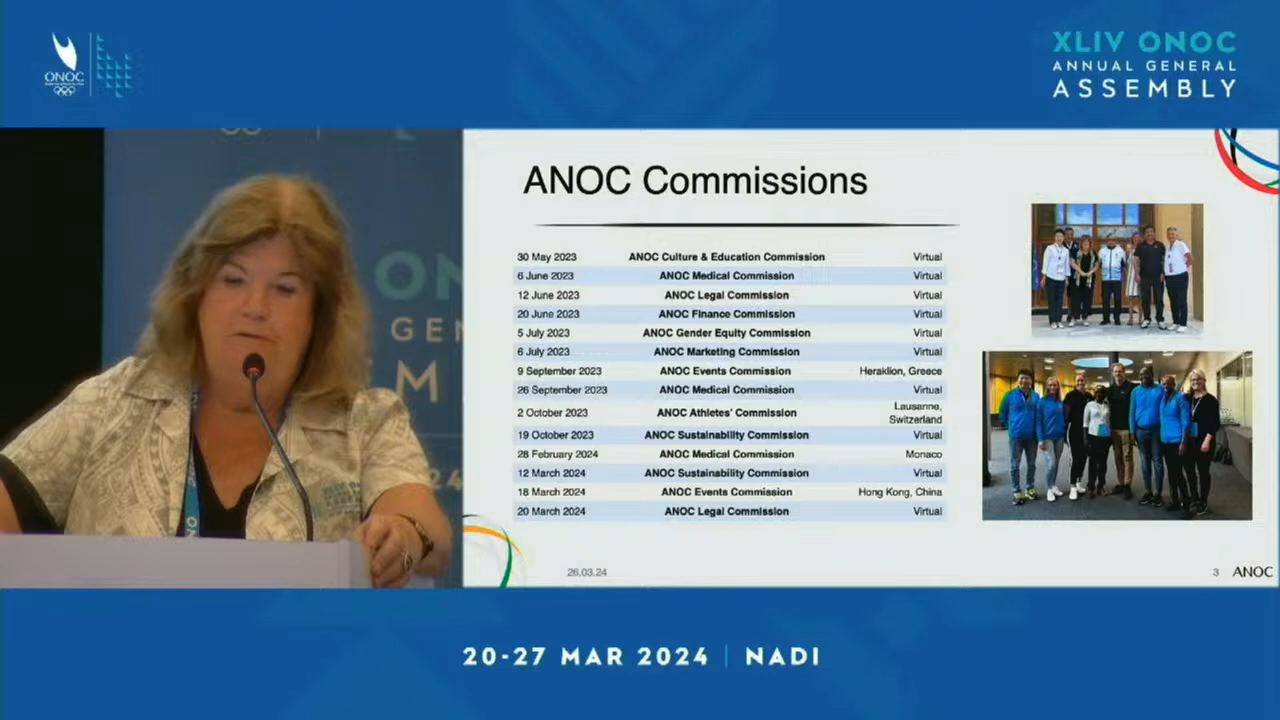 ONOC
XLIV ONOC
ANNUAL GENERAL
ASSEMBLY
ON
GEN
M
ANOC Commissions
30 May 2023 ANOC Culture & Education Commission Virtual
6 June 2023 ANOC Medical Commission Virtual
12 June 2023 ANOC Legal Commission Virtual
20 June 2023 ANOC Finance Commission Virtual
5 July 2023 ANOC Gender Equity Commission Virtual
6 July 2023 ANOC Marketing Commission Virtual
9 September 2023 ANOC Events Commission Heraklion, Greece
26 September 2023 ANOC Medical Commission Virtual
2 October 2023 ANOC Athletes' Commission Lausanne,
Switzerland
19 October 2023 ANOC Sustainability Commission Virtual
28 February 2024 ANOC Medical Commission Monaco
12 March 2024 ANOC Sustainability Commission Virtual
18 March 2024 ANOC Events Commission Hong Kong, China
20 March 2024 ANOC Legal Commission Virtual
26.03.24
3 ANOC
20-27 MAR 2024 | NADI